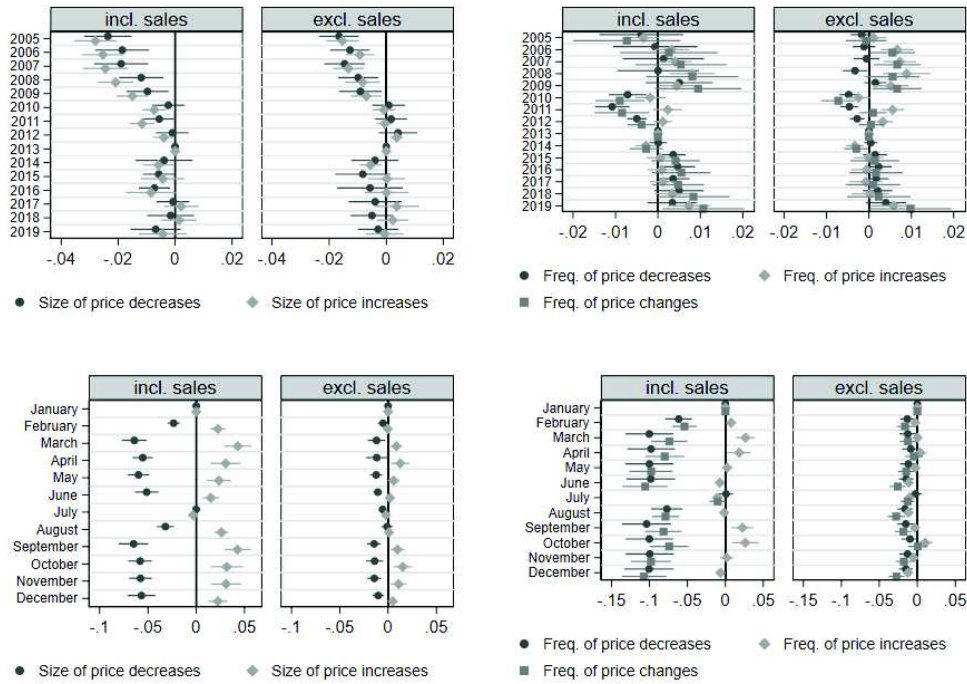 incl. sales
excl. sales
2005
2006
2007
2008
2009
2010
2011
2012
2013
2014
2015
2016
2017
2018
2019
-.04 -.02 0 .02
-.04 -.02 0 .02
Size of price decreases Size of price increases
incl. sales
excl. sales
2005
2006
2007
2008
2009
2010
2011
2012
2013
2014
2015
2016
2017
2018
2019
-.02 -.01 0 .01 .02
-.02 -.01 0 .01 .02
Freq. of price decreases Freq. of price increases
Freq. of price changes
incl. sales
excl. sales
January
February
March
April
May
June
July
August
September
October
November
December
-.1 -.05 0 .05
-.1 -.05 0 .05
Size of price decreases Size of price increases
incl. sales
excl. sales
January
February
March
April
May
June
July
August
September
October
November
December
-.15 -.1 -.05 0 .05
-.15 -.1 -.05 0 .05
Freq. of price decreases Freq. of price increases
Freq. of price changes